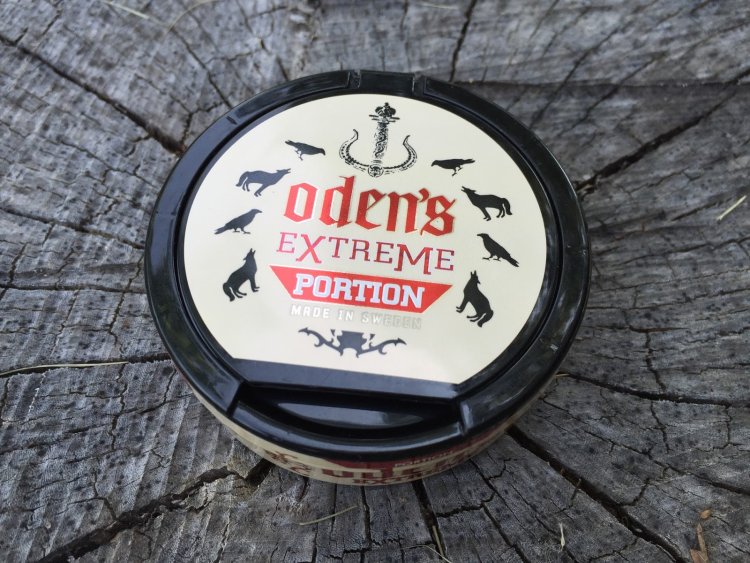 oden's
EXTREME
PORTION
MADE IN SWEDEN